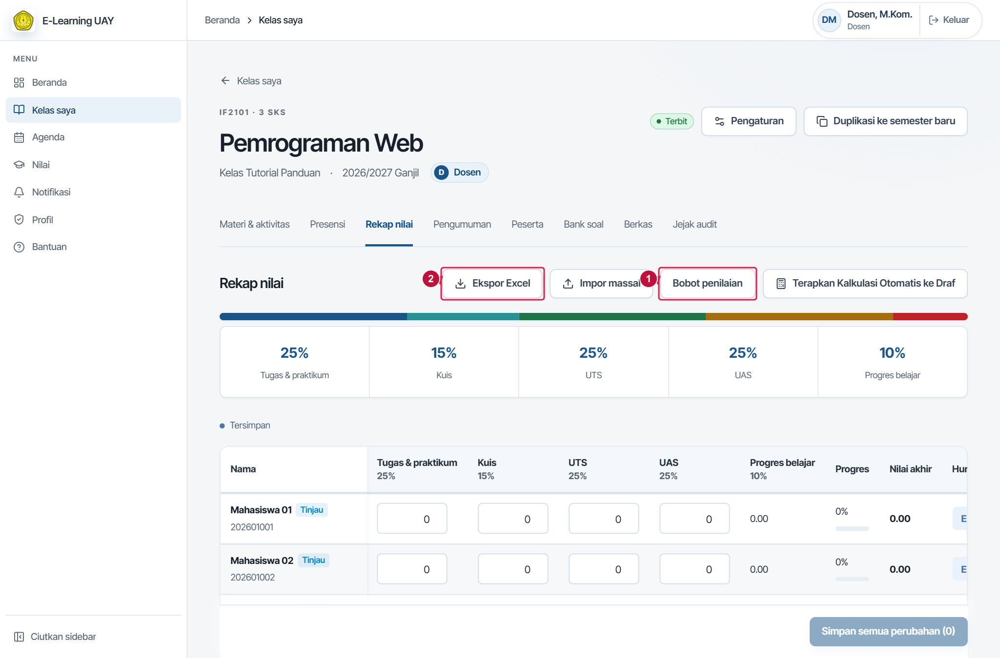 E-Learning UAY
Beranda > Kelas saya
DM
Dosen, M.Kom.
Dosen
Keluar
MENU
Beranda
Kelas saya
Agenda
Nilai
Notifikasi
Profil
Bantuan
Ciutkan sidebar
Kelas saya
IF2101 · 3 SKS
Terbit
Pengaturan
Duplikasi ke semester baru
Pemrograman Web
Kelas Tutorial Panduan · 2026/2027 Ganjil
D Dosen
Materi & aktivitas
Presensi
Rekap nilai
Pengumuman
Peserta
Bank soal
Berkas
Jejak audit
Rekap nilai
2
Ekspor Excel
Impor massal
1
Bobot penilaian
Terapkan Kalkulasi Otomatis ke Draf
25%
Tugas & praktikum
15%
Kuis
25%
UTS
25%
UAS
10%
Progres belajar
Tersimpan
Nama
Tugas & praktikum
25%
Kuis
15%
UTS
25%
UAS
25%
Progres belajar
10%
Progres
Nilai akhir
Hur
Mahasiswa 01 Tinjau
202601001
0
0
0
0
0.00
0%
0.00
E
Mahasiswa 02 Tinjau
202601002
0
0
0
0
0.00
0%
0.00
E
Simpan semua perubahan (0)